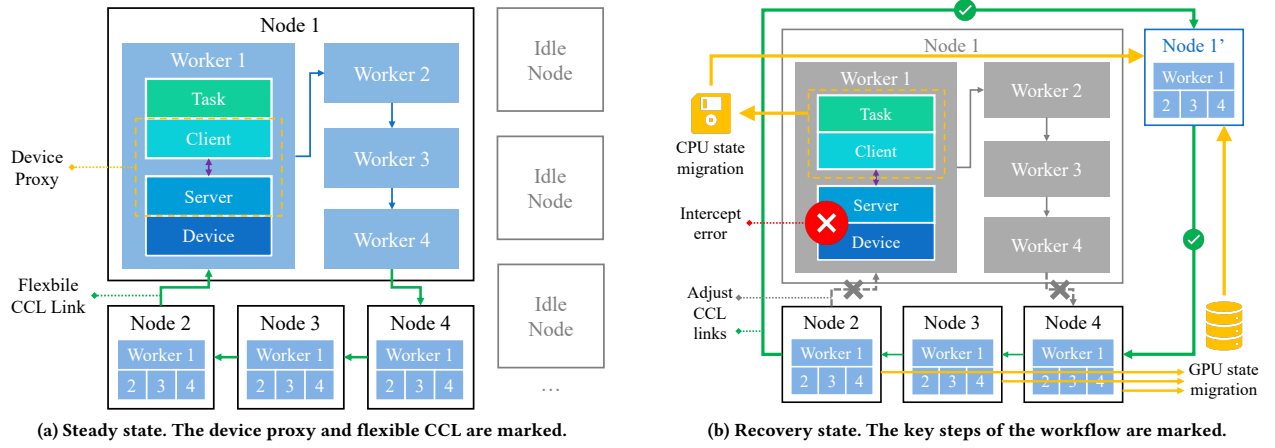 Node 1
Worker 1
Task
Client
Server
Device
Worker 2
Worker 3
Worker 4
Device
Proxy
Flexbile
CCL Link
Node 2
Worker 1
2 3 4
Node 3
Worker 1
2 3 4
Node 4
Worker 1
2 3 4
Idle
Node
Idle
Node
Idle
Node
...
(a) Steady state. The device proxy and flexible CCL are marked.
Node 1
Worker 1
Task
Client
Server
Device
Worker 2
Worker 3
Worker 4
CPU state
migration
Intercept
error
Adjust
CCL
links
Node 1’
Worker 1
2 3 4
Node 2
Worker 1
2 3 4
Node 3
Worker 1
2 3 4
Node 4
Worker 1
2 3 4
GPU state
migration
(b) Recovery state. The key steps of the workflow are marked.